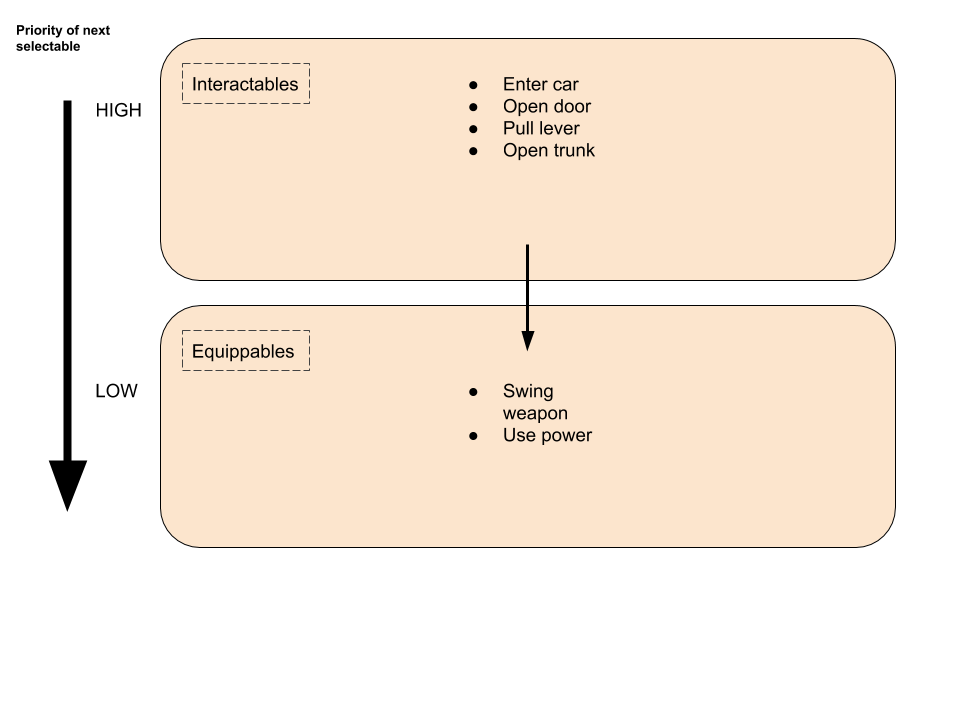 Priority of next
selectable
HIGH
Interactables
● Enter car
● Open door
● Pull lever
● Open trunk
LOW
Equippables
● Swing
weapon
● Use power